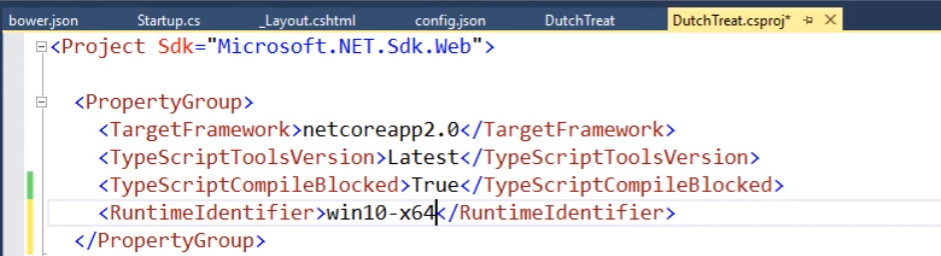 bower.json Startup.cs _Layout.cshtml config.json DutchTreat DutchTreat.csproj*
<Project Sdk="Microsoft.NET.Sdk.Web">
<PropertyGroup>
<TargetFramework>netcoreapp2.0</TargetFramework>
<TypeScriptToolsVersion>Latest</TypeScriptToolsVersion>
<TypeScriptCompileBlocked>True</TypeScriptCompileBlocked>
<RuntimeIdentifier>win10-x64</RuntimeIdentifier>
</PropertyGroup>